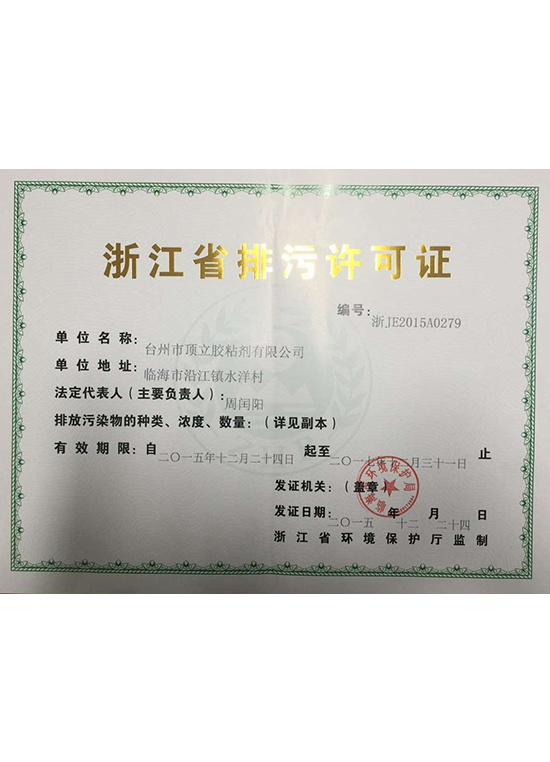 浙江省排污许可证
编号:浙JE2015A0279
单位名称:台州市顶立胶粘剂有限公司
单位地址:临海市沿江镇水洋村
法定代表人(主要负责人):周闰阳
排放污染物的种类、浓度、数量:(详见副本)
有效期限:自二〇一五年十二月二十四日起至二〇一七年 月三十一日止
发证机关:(盖章)
环境保护局
发证日期:二〇一五年十二月二十四日
浙江省环境保护厅监制